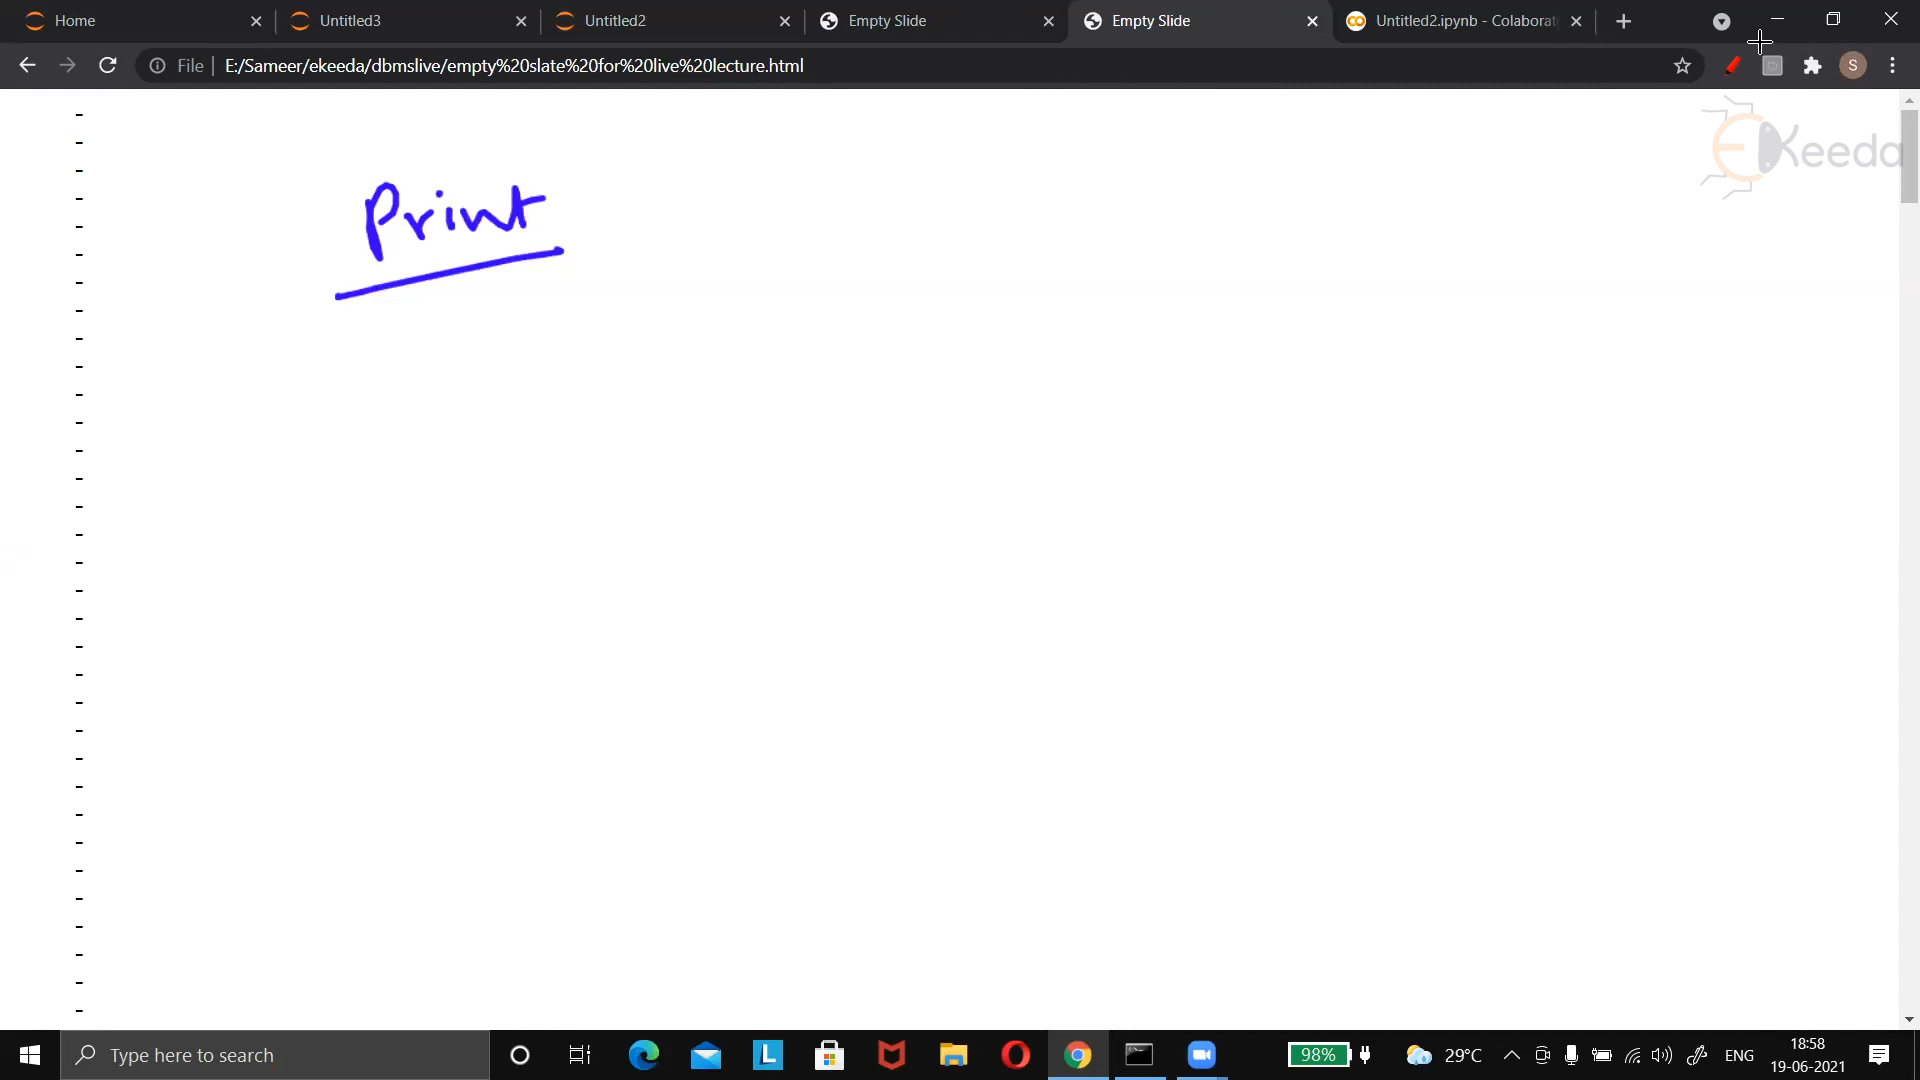 Home
Untitled3
Untitled2
Empty Slide
Empty Slide
Untitled2.ipynb - Colaborat
S
File
E:/Sameer/ekeeda/dbmslive/empty%20slate%20for%20live%20lecture.html
EKeeda
Print
Type here to search
L
98%
29°C
ENG
18:58
19-06-2021